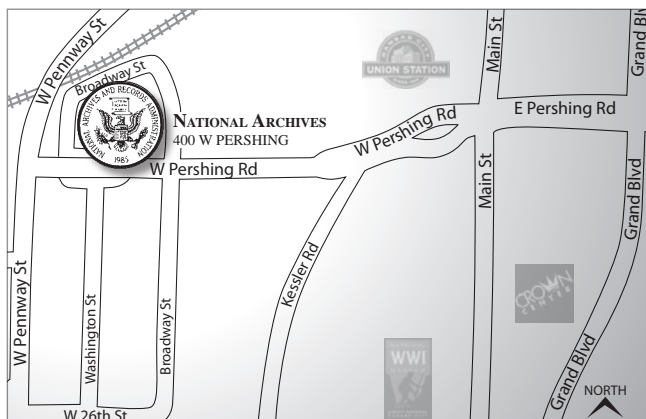 W Pennway St
Broadway St
NATIONAL ARCHIVES AND RECORDS ADMINISTRATION
1985
NATIONAL ARCHIVES
400 W PERSHING
W Pershing Rd
UNION STATION
W Pershing Rd
Main St
E Pershing Rd
Grand Blvd
W Pennway St
Washington St
Broadway St
Kessler Rd
Main St
Grand Blvd
CROWN
CENTER
NATIONAL
WWI
MUSEUM
Grand Blvd
W 26th St
NORTH